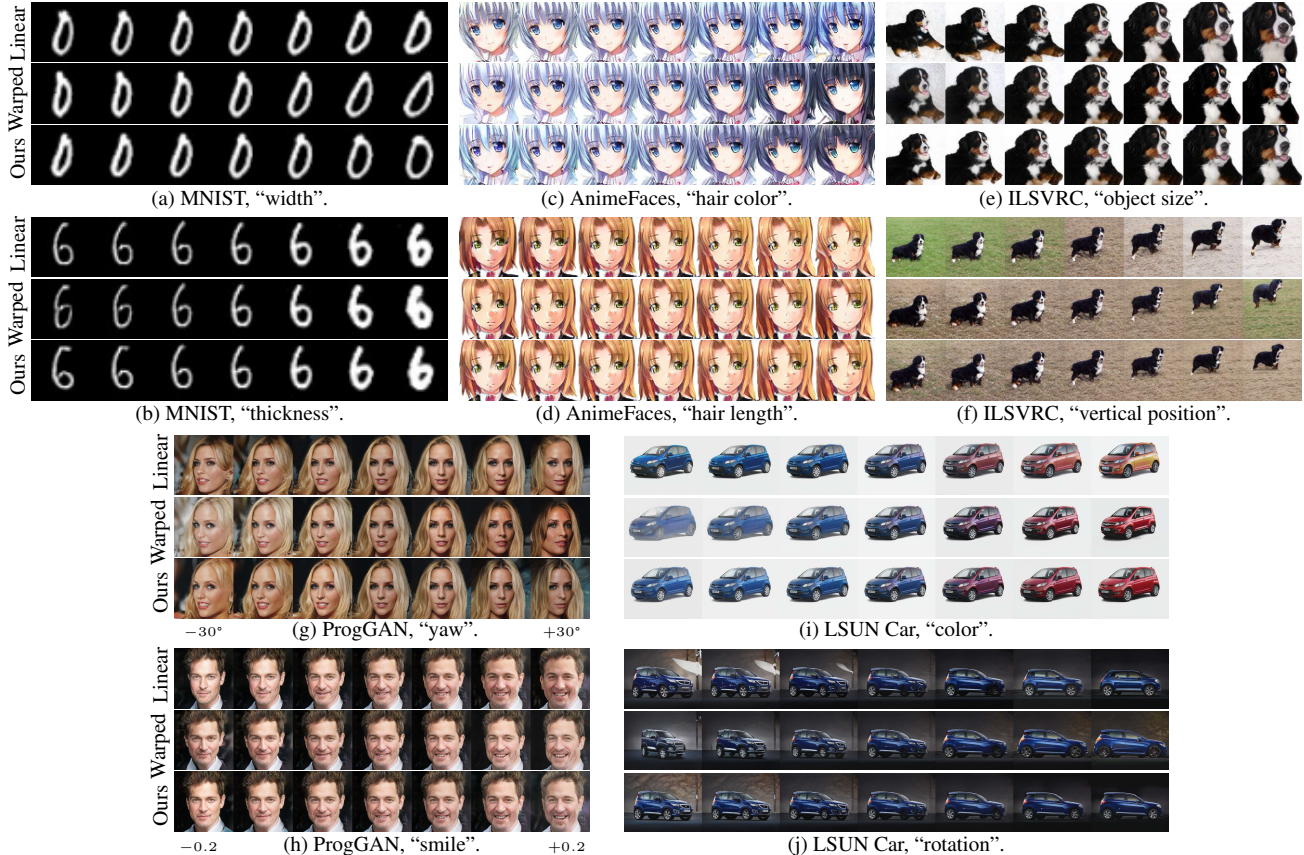 Linear
Warped
Ours
(a) MNIST, “width”.
Linear
Warped
Ours
(b) MNIST, “thickness”.
(c) AnimeFaces, “hair color”.
(d) AnimeFaces, “hair length”.
(e) ILSVRC, “object size”.
(f) ILSVRC, “vertical position”.
Linear
Warped
Ours
−30° (g) ProgGAN, “yaw”. +30°
Linear
Warped
Ours
−0.2 (h) ProgGAN, “smile”. +0.2
(i) LSUN Car, “color”.
(j) LSUN Car, “rotation”.